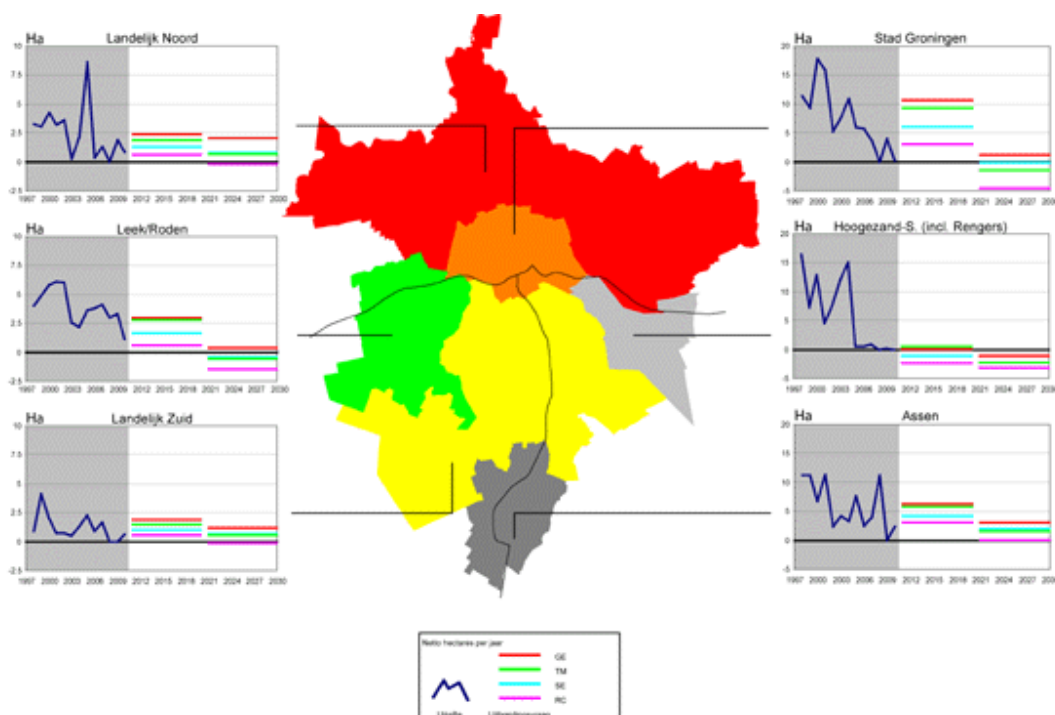 Ha Landelijk Noord
10
7.5
5
2.5
0
-2.5
1997 2000 2003 2006 2009 2012 2015 2018 2021 2024 2027 2030
Ha Leek/Roden
10
7.5
5
2.5
0
-2.5
1997 2000 2003 2006 2009 2012 2015 2018 2021 2024 2027 2030
Ha Landelijk Zuid
10
7.5
5
2.5
0
-2.5
1997 2000 2003 2006 2009 2012 2015 2018 2021 2024 2027 2030
Ha Stad Groningen
20
15
10
5
0
-5
1997 2000 2003 2006 2009 2012 2015 2018 2021 2024 2027 2030
Ha Hoogezand-S. (incl. Rengers)
20
15
10
5
0
-5
1997 2000 2003 2006 2009 2012 2015 2018 2021 2024 2027 2030
Ha Assen
20
15
10
5
0
-5
1997 2000 2003 2006 2009 2012 2015 2018 2021 2024 2027 2030
Netto hectares per jaar
GE
TM
SE
RC